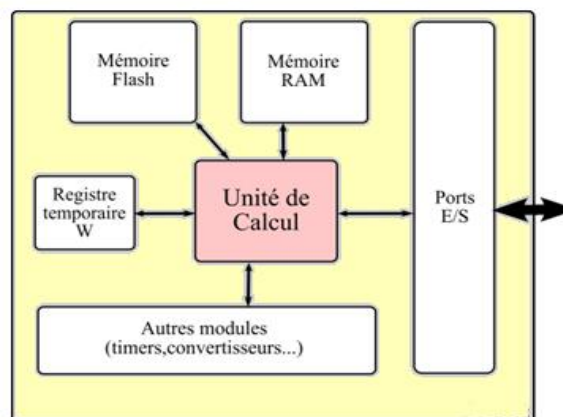 Mémoire
Flash
Mémoire
RAM
Registre
temporaire
W
Unité de
Calcul
Ports
E/S
Autres modules
(timers,convertisseurs...)